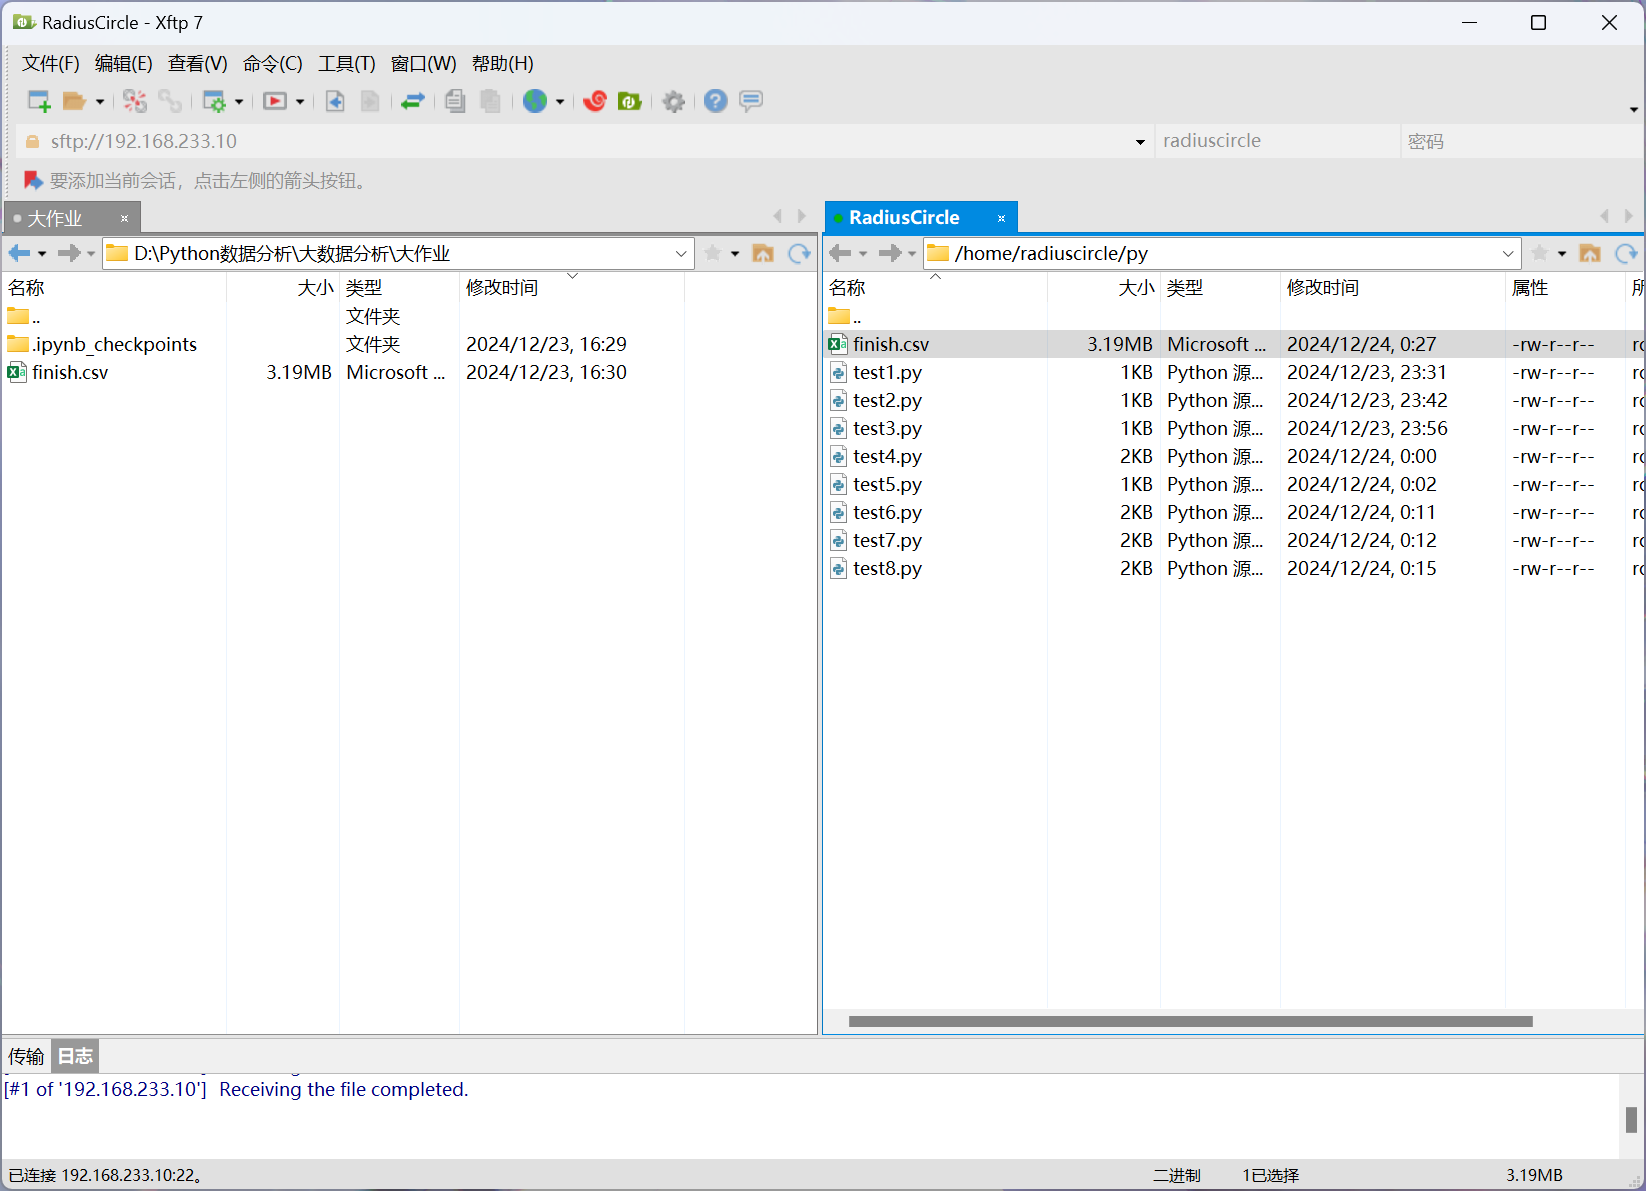 RadiusCircle - Xftp 7
文件(F) 编辑(E) 查看(V) 命令(C) 工具(T) 窗口(W) 帮助(H)
sftp://192.168.233.10 radiuscircle 密码
要添加当前会话，点击左侧的箭头按钮。
大作业
D:\Python数据分析\大数据分析\大作业
名称 大小 类型 修改时间
.. 文件夹
.ipynb_checkpoints 文件夹 2024/12/23, 16:29
finish.csv 3.19MB Microsoft ... 2024/12/23, 16:30
RadiusCircle
/home/radiuscircle/py
名称 大小 类型 修改时间 属性
..
finish.csv 3.19MB Microsoft ... 2024/12/24, 0:27 -rw-r--r--
test1.py 1KB Python 源... 2024/12/23, 23:31 -rw-r--r--
test2.py 1KB Python 源... 2024/12/23, 23:42 -rw-r--r--
test3.py 1KB Python 源... 2024/12/23, 23:56 -rw-r--r--
test4.py 2KB Python 源... 2024/12/24, 0:00 -rw-r--r--
test5.py 1KB Python 源... 2024/12/24, 0:02 -rw-r--r--
test6.py 2KB Python 源... 2024/12/24, 0:11 -rw-r--r--
test7.py 2KB Python 源... 2024/12/24, 0:12 -rw-r--r--
test8.py 2KB Python 源... 2024/12/24, 0:15 -rw-r--r--
传输 日志
[#1 of '192.168.233.10'] Receiving the file completed.
已连接 192.168.233.10:22。 二进制 1已选择 3.19MB